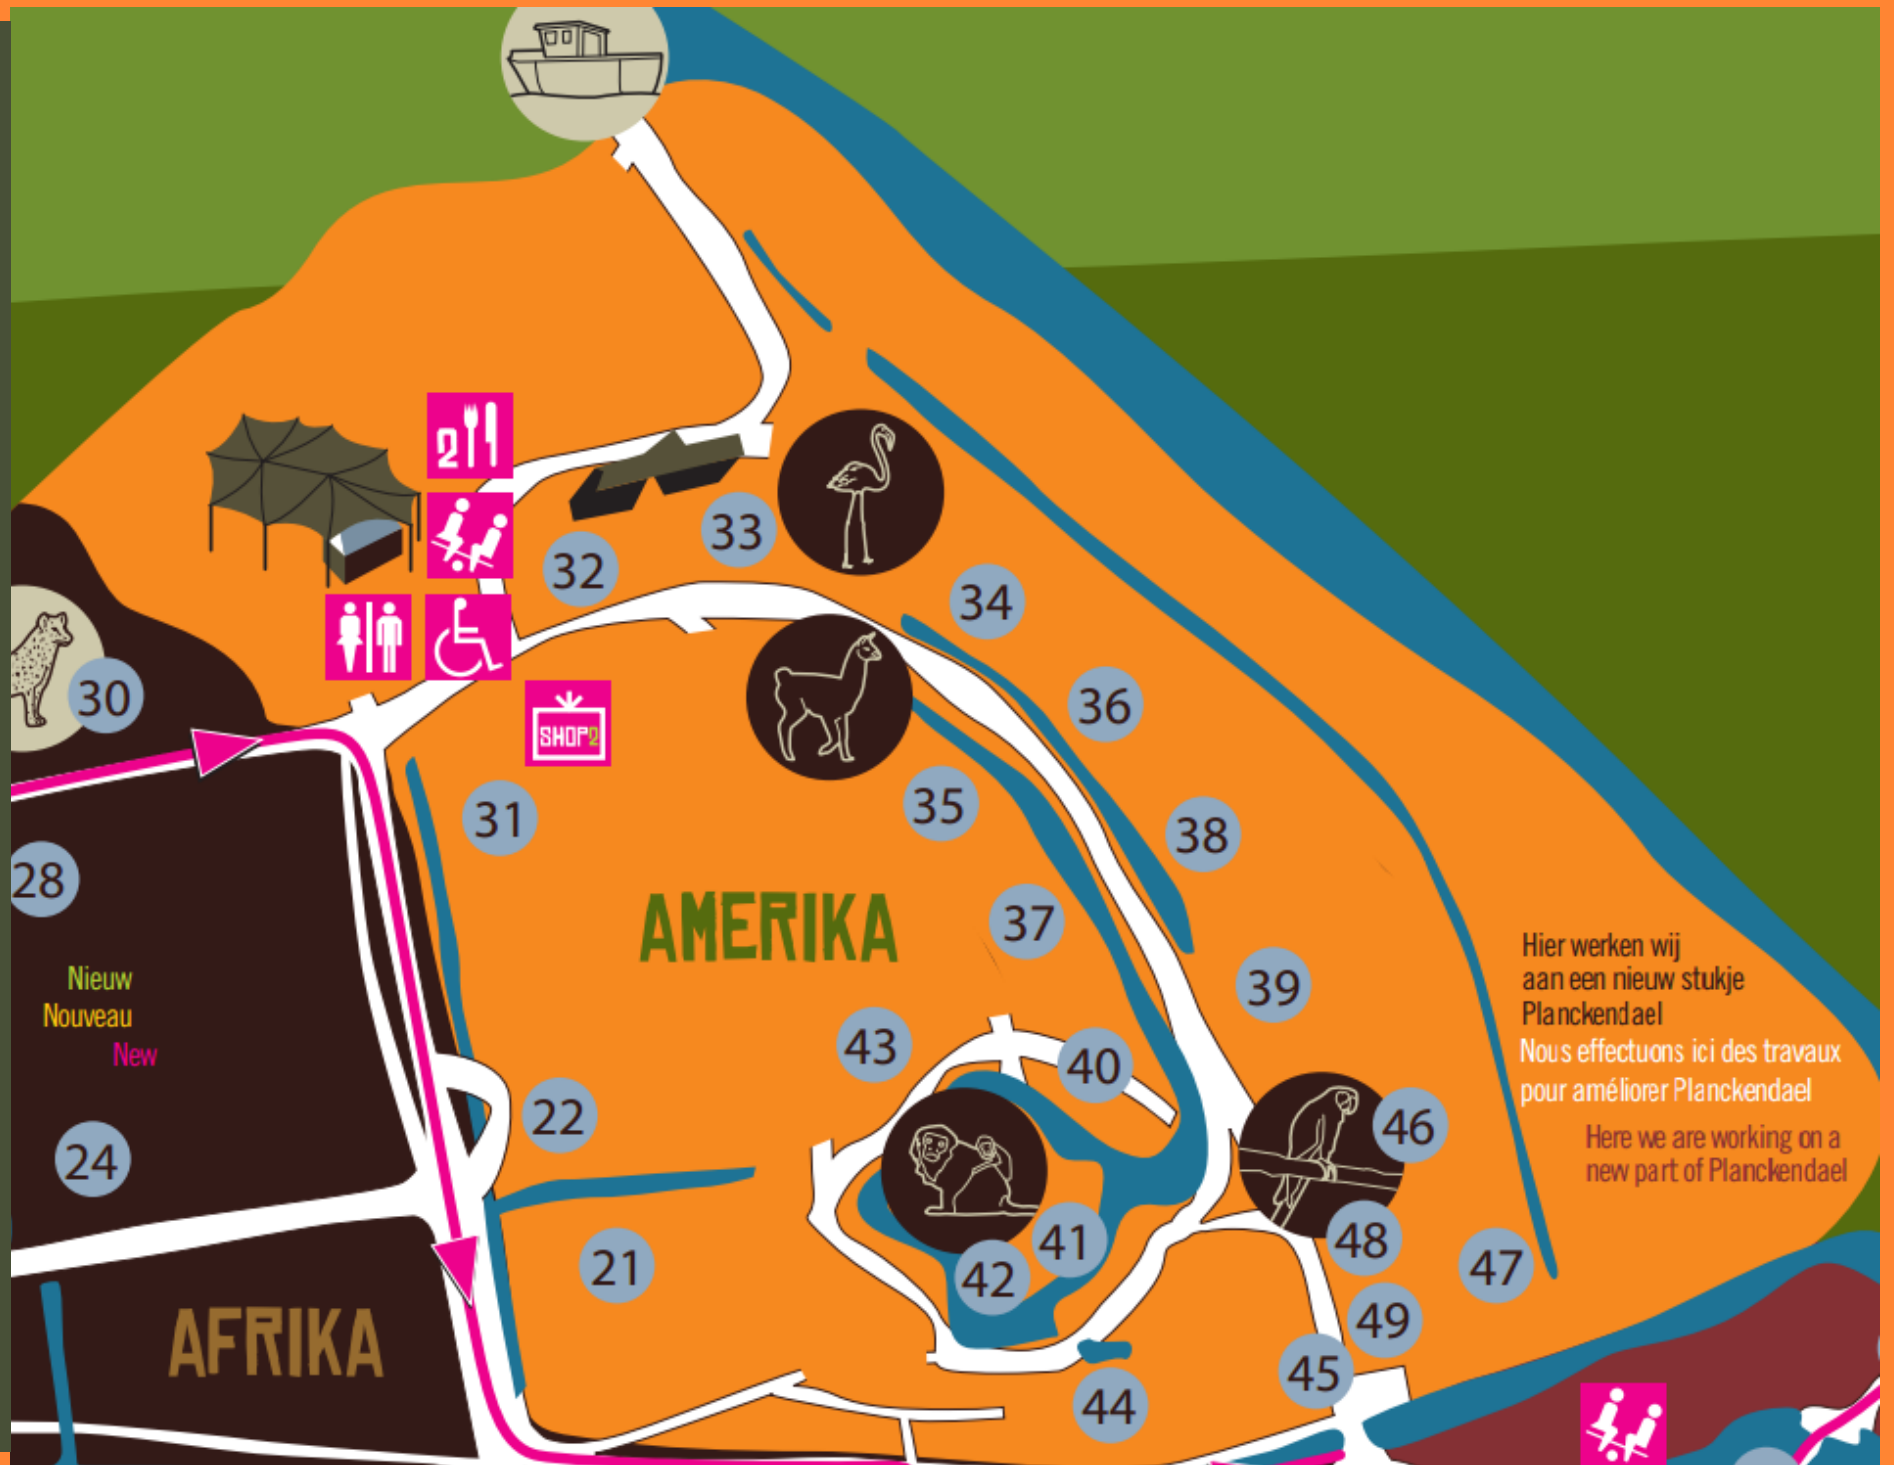 2
33
32
34
30
36
SHOP2
35
31
38
28
AMERIKA
37
Hier werken wij
aan een nieuw stukje
Planckendael
Nous effectuons ici des travaux
pour améliorer Planckendael
Here we are working on a
new part of Planckendael
Nieuw
Nouveau
New
39
43
40
22
46
24
41
48
21
42
47
49
AFRIKA
45
44